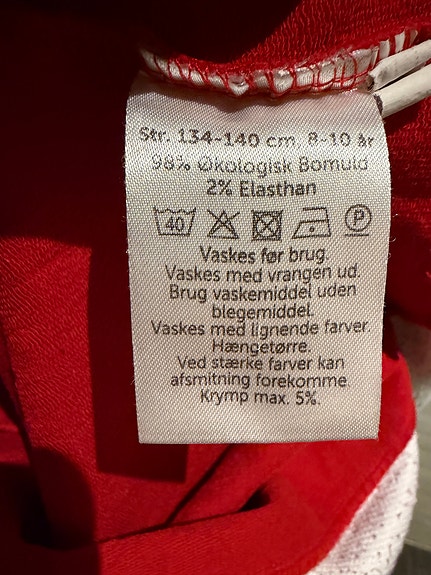 Str. 134-140 cm, 8-10 år
98% Økologisk Bomuld
2% Elasthan
40 P
Vaskes før brug.
Vaskes med vrangen ud.
Brug vaskemiddel uden
blegemiddel.
Vaskes med lignende farver.
Hængetørre.
Ved stærke farver kan
afsmitning forekomme.
Krymp max. 5%.